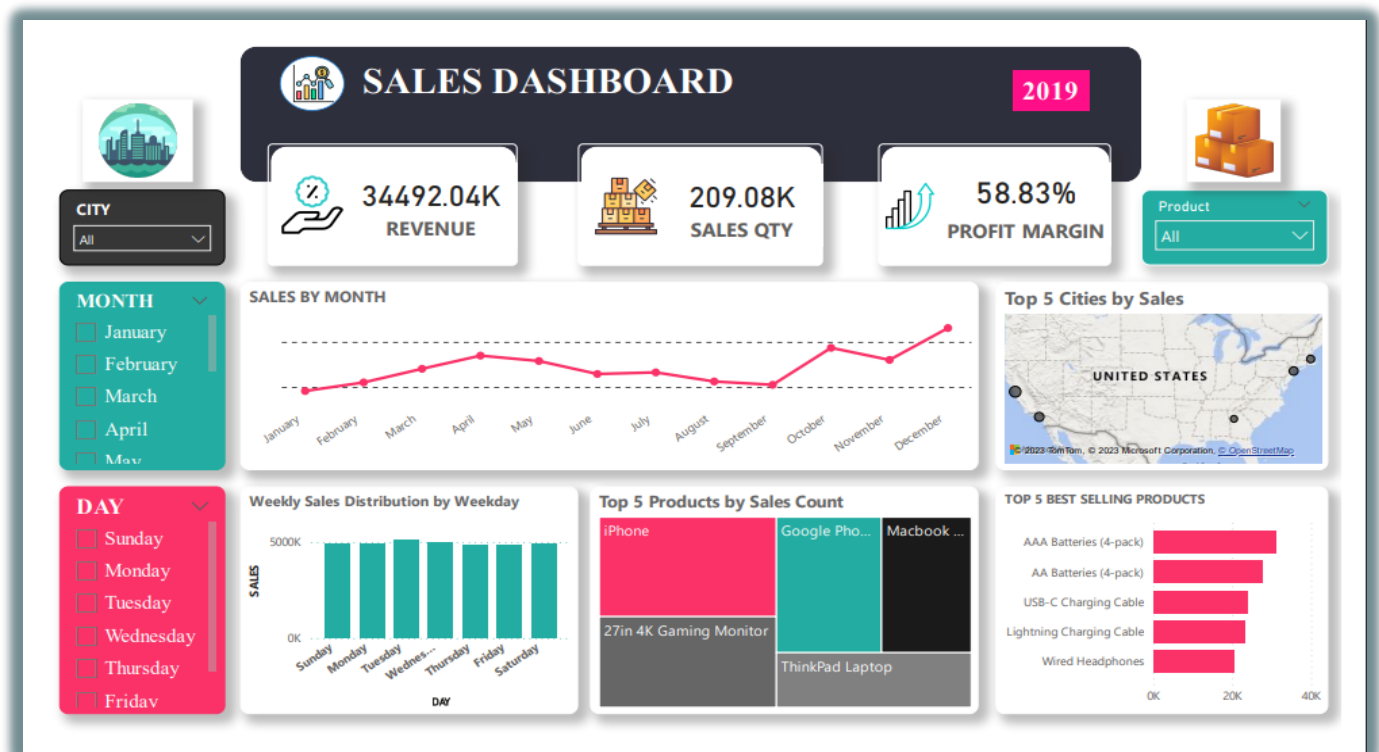 SALES DASHBOARD
2019
34492.04K
REVENUE
209.08K
SALES QTY
58.83%
PROFIT MARGIN
CITY
All
Product
All
MONTH
January
February
March
April
May
SALES BY MONTH
January
February
March
April
May
June
July
August
September
October
November
December
Top 5 Cities by Sales
UNITED STATES
© 2023 TomTom, © 2023 Microsoft Corporation, © OpenStreetMap
DAY
Sunday
Monday
Tuesday
Wednesday
Thursday
Friday
Weekly Sales Distribution by Weekday
SALES
5000K
0K
Sunday
Monday
Tuesday
Wednes...
Thursday
Friday
Saturday
DAY
Top 5 Products by Sales Count
iPhone
Google Pho...
Macbook ...
27in 4K Gaming Monitor
ThinkPad Laptop
TOP 5 BEST SELLING PRODUCTS
AAA Batteries (4-pack)
AA Batteries (4-pack)
USB-C Charging Cable
Lightning Charging Cable
Wired Headphones
0K
20K
40K